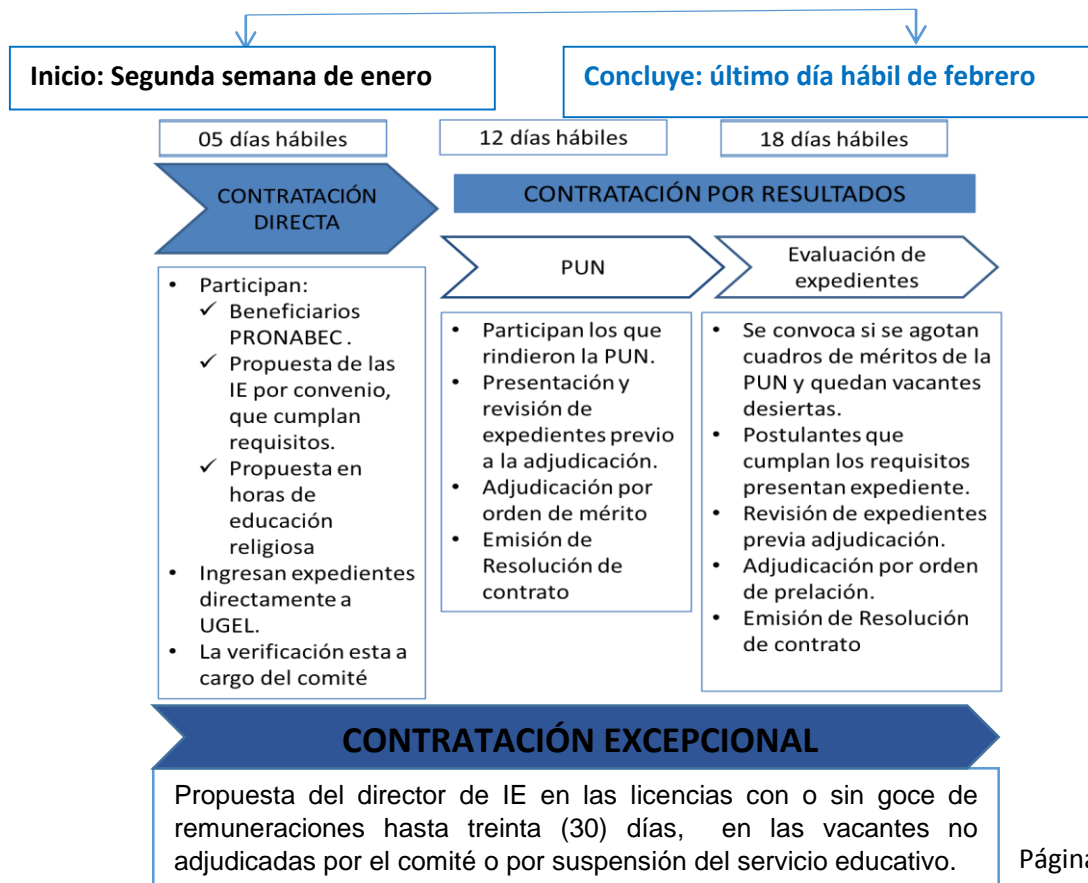 Inicio: Segunda semana de enero
Concluye: último día hábil de febrero
05 días hábiles
12 días hábiles
18 días hábiles
CONTRATACIÓN
DIRECTA
CONTRATACIÓN POR RESULTADOS
PUN
Evaluación de
expedientes
• Participan:
✓ Beneficiarios
PRONABEC .
✓ Propuesta de las
IE por convenio,
que cumplan
requisitos.
✓ Propuesta en
horas de
educación
religiosa
• Ingresan expedientes
directamente a
UGEL.
• La verificación esta a
cargo del comité
• Participan los que
rindieron la PUN.
• Presentación y
revisión de
expedientes previo
a la adjudicación.
• Adjudicación por
orden de mérito
• Emisión de
Resolución de
contrato
• Se convoca si se agotan
cuadros de méritos de la
PUN y quedan vacantes
desiertas.
• Postulantes que
cumplan los requisitos
presentan expediente.
• Revisión de expedientes
previa adjudicación.
• Adjudicación por orden
de prelación.
• Emisión de Resolución
de contrato
CONTRATACIÓN EXCEPCIONAL
Propuesta del director de IE en las licencias con o sin goce de
remuneraciones hasta treinta (30) días, en las vacantes no
adjudicadas por el comité o por suspensión del servicio educativo.
Página